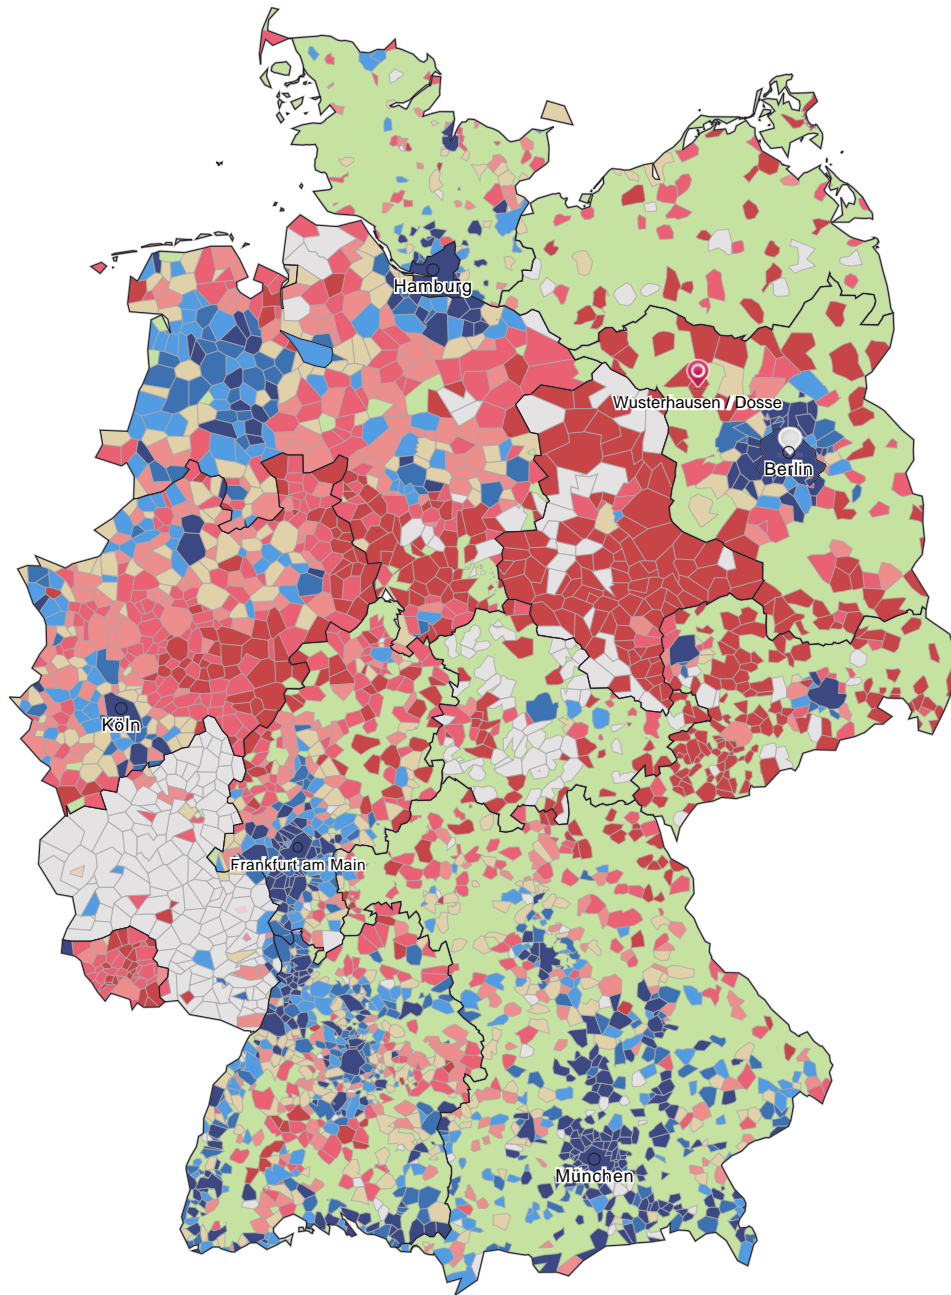 Hamburg
Wusterhausen / Dosse
Berlin
Köln
Frankfurt am Main
München